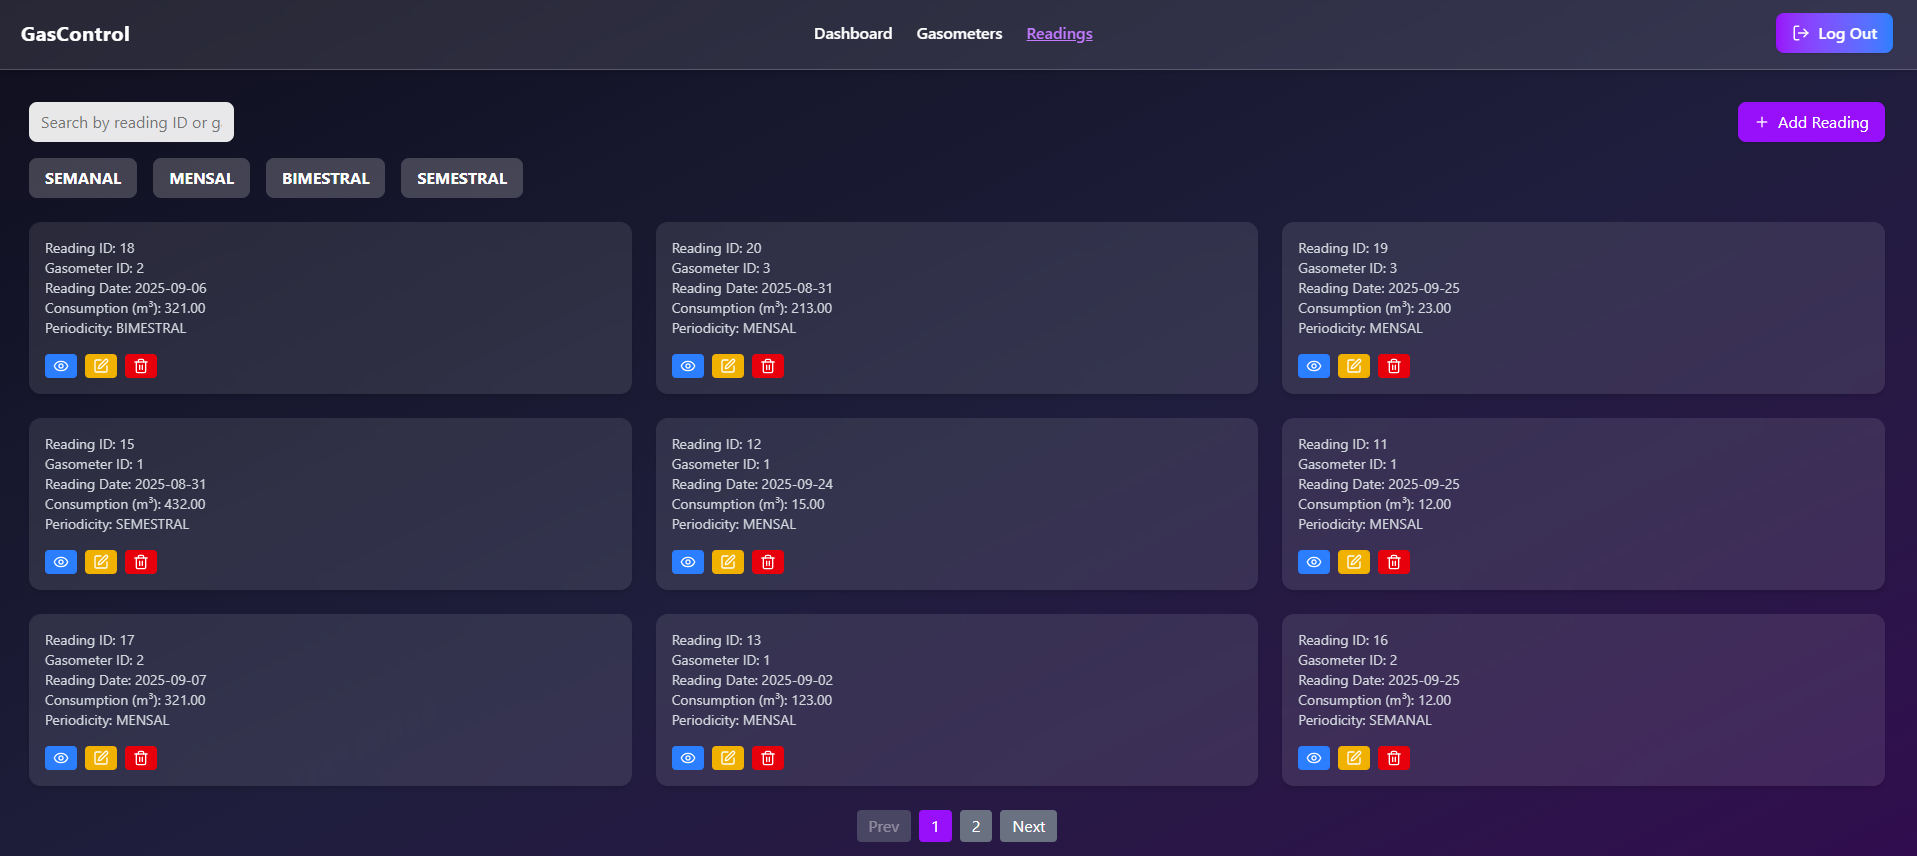 GasControl
Dashboard Gasometers Readings
Log Out
Search by reading ID or g
+ Add Reading
SEMANAL MENSAL BIMESTRAL SEMESTRAL
Reading ID: 18
Gasometer ID: 2
Reading Date: 2025-09-06
Consumption (m³): 321.00
Periodicity: BIMESTRAL
Reading ID: 20
Gasometer ID: 3
Reading Date: 2025-08-31
Consumption (m³): 213.00
Periodicity: MENSAL
Reading ID: 19
Gasometer ID: 3
Reading Date: 2025-09-25
Consumption (m³): 23.00
Periodicity: MENSAL
Reading ID: 15
Gasometer ID: 1
Reading Date: 2025-08-31
Consumption (m³): 432.00
Periodicity: SEMESTRAL
Reading ID: 12
Gasometer ID: 1
Reading Date: 2025-09-24
Consumption (m³): 15.00
Periodicity: MENSAL
Reading ID: 11
Gasometer ID: 1
Reading Date: 2025-09-25
Consumption (m³): 12.00
Periodicity: MENSAL
Reading ID: 17
Gasometer ID: 2
Reading Date: 2025-09-07
Consumption (m³): 321.00
Periodicity: MENSAL
Reading ID: 13
Gasometer ID: 1
Reading Date: 2025-09-02
Consumption (m³): 123.00
Periodicity: MENSAL
Reading ID: 16
Gasometer ID: 2
Reading Date: 2025-09-25
Consumption (m³): 12.00
Periodicity: SEMANAL
Prev 1 2 Next